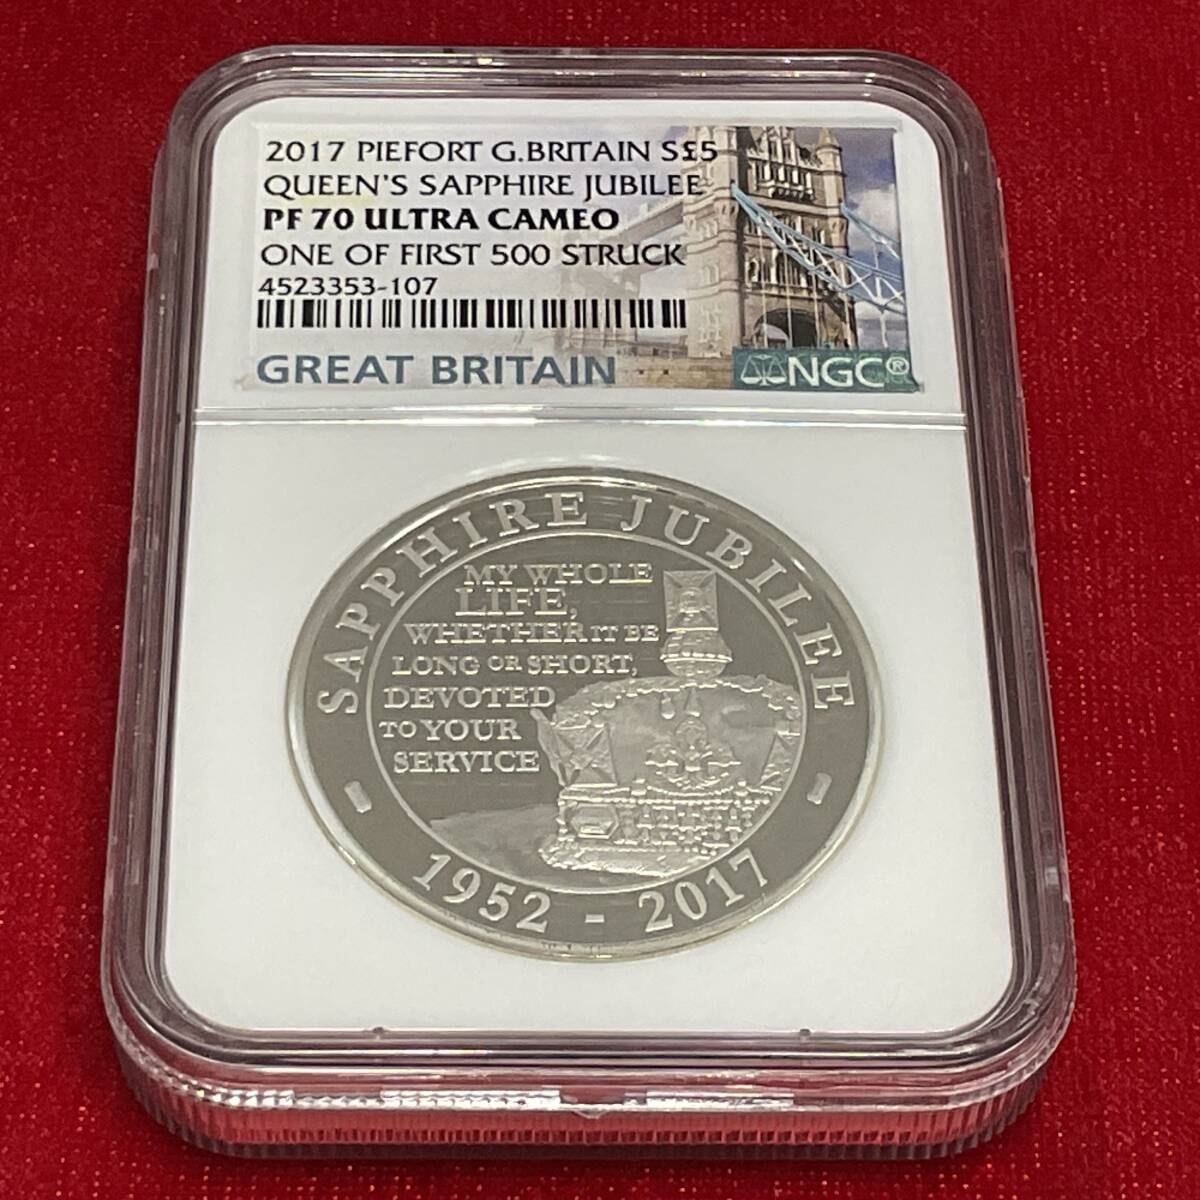 2017 PIEFORT G.BRITAIN S£5
QUEEN'S SAPPHIRE JUBILEE
PF 70 ULTRA CAMEO
ONE OF FIRST 500 STRUCK
4523353-107
GREAT BRITAIN
NGC®
SAPPHIRE JUBILEE
MY WHOLE
LIFE,
WHETHER IT BE
LONG OR SHORT,
DEVOTED
TO YOUR
SERVICE
1952 - 2017